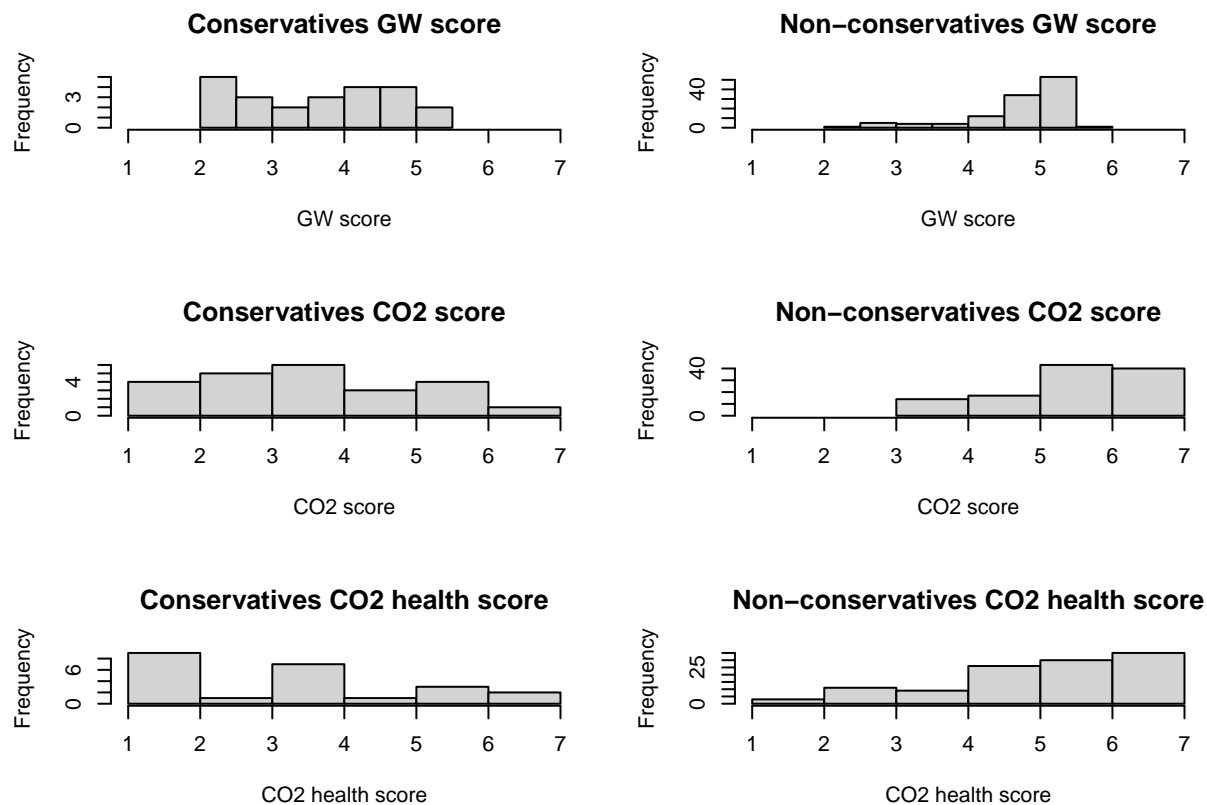 Conservatives GW score
Frequency
0 3
1 2 3 4 5 6 7
GW score
Non−conservatives GW score
Frequency
0 40
1 2 3 4 5 6 7
GW score
Conservatives CO2 score
Frequency
0 4
1 2 3 4 5 6 7
CO2 score
Non−conservatives CO2 score
Frequency
0 40
1 2 3 4 5 6 7
CO2 score
Conservatives CO2 health score
Frequency
0 6
1 2 3 4 5 6 7
CO2 health score
Non−conservatives CO2 health score
Frequency
0 25
1 2 3 4 5 6 7
CO2 health score